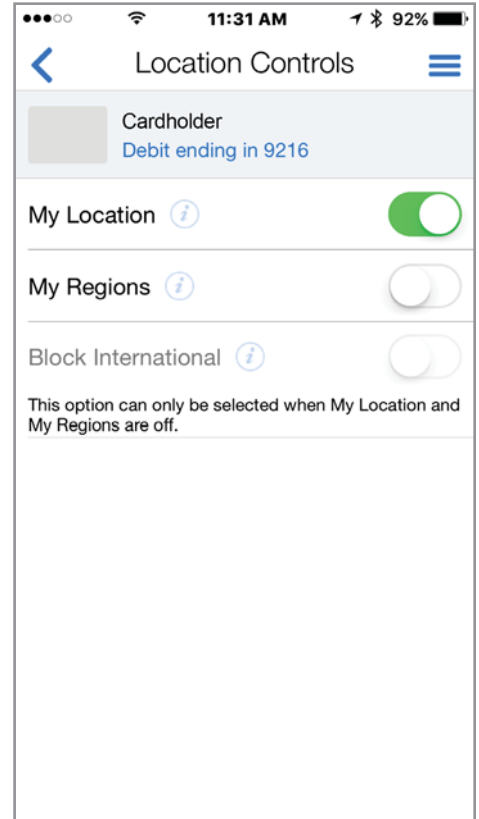 11:31 AM 92%
Location Controls
Cardholder
Debit ending in 9216
My Location i
My Regions i
Block International i
This option can only be selected when My Location and
My Regions are off.